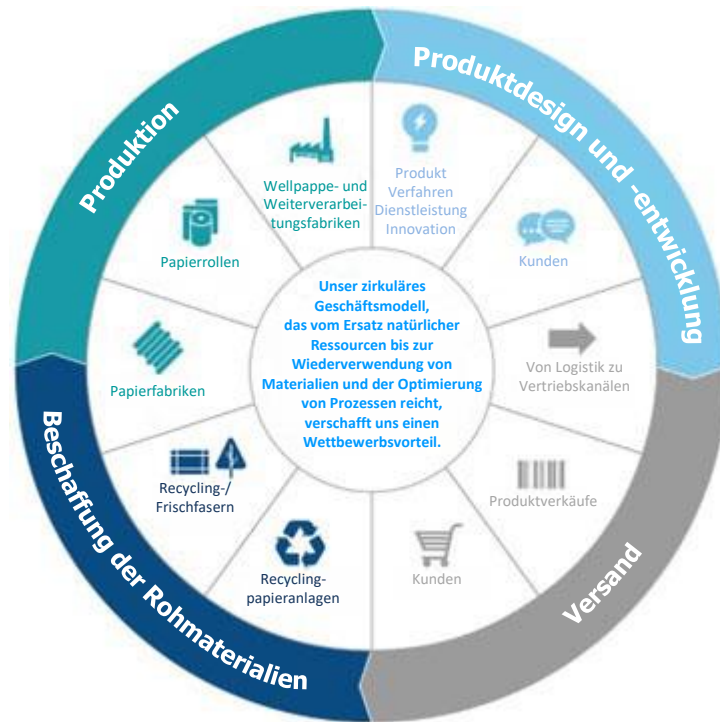 Produktdesign und -entwicklung
Versand
Beschaffung der Rohmaterialien
Produktion
Produkt
Verfahren
Dienstleistung
Innovation
Kunden
Von Logistik zu
Vertriebskanälen
Produktverkäufe
Kunden
Recycling-
papieranlagen
Recycling-/
Frischfasern
Papierfabriken
Papierrollen
Wellpappe- und
Weiterverarbei-
tungsfabriken
Unser zirkuläres
Geschäftsmodell,
das vom Ersatz natürlicher
Ressourcen bis zur
Wiederverwendung von
Materialien und der Optimierung
von Prozessen reicht,
verschafft uns einen
Wettbewerbsvorteil.